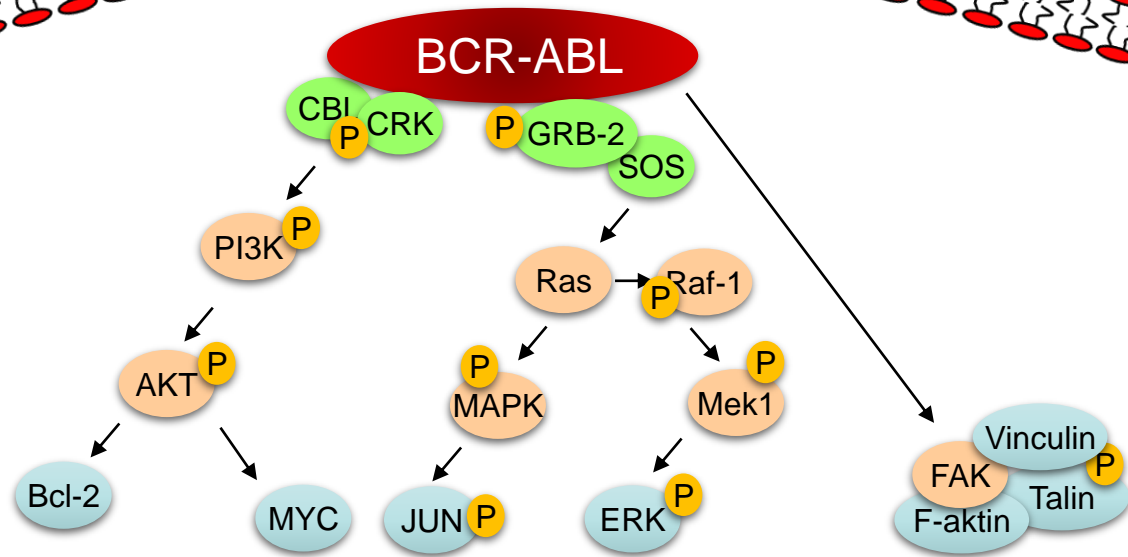 BCR-ABL
CBL
P
CRK
P
GRB-2
SOS
PI3K
P
Ras
P
Raf-1
AKT
P
P
MAPK
P
Mek1
Bcl-2
MYC
JUN
P
ERK
P
Vinculin
FAK
P
Talin
F-aktin